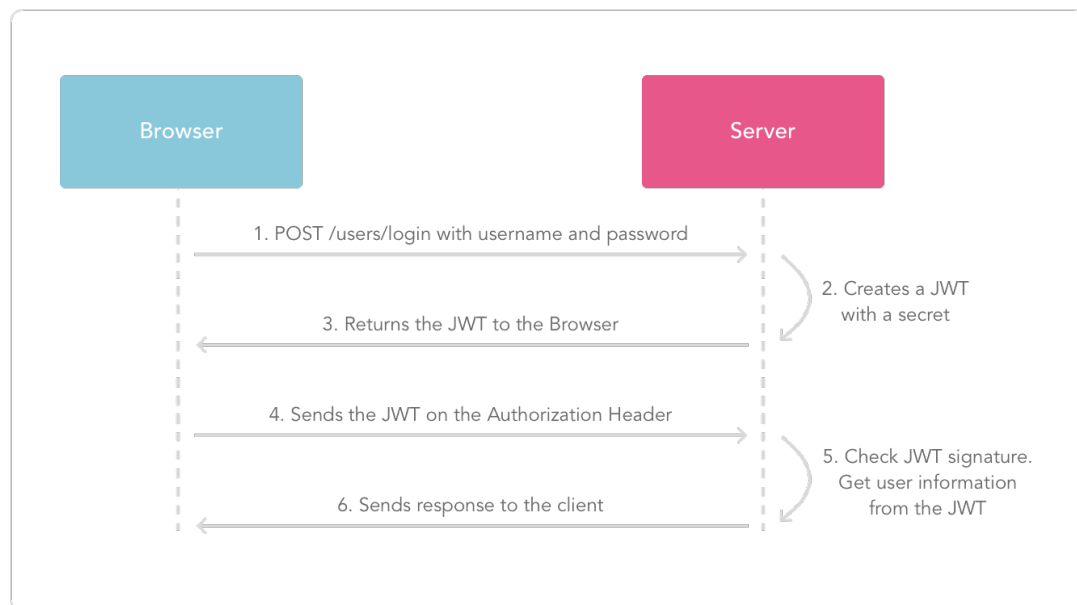 Browser
Server
1. POST /users/login with username and password
2. Creates a JWT
with a secret
3. Returns the JWT to the Browser
4. Sends the JWT on the Authorization Header
5. Check JWT signature.
Get user information
from the JWT
6. Sends response to the client